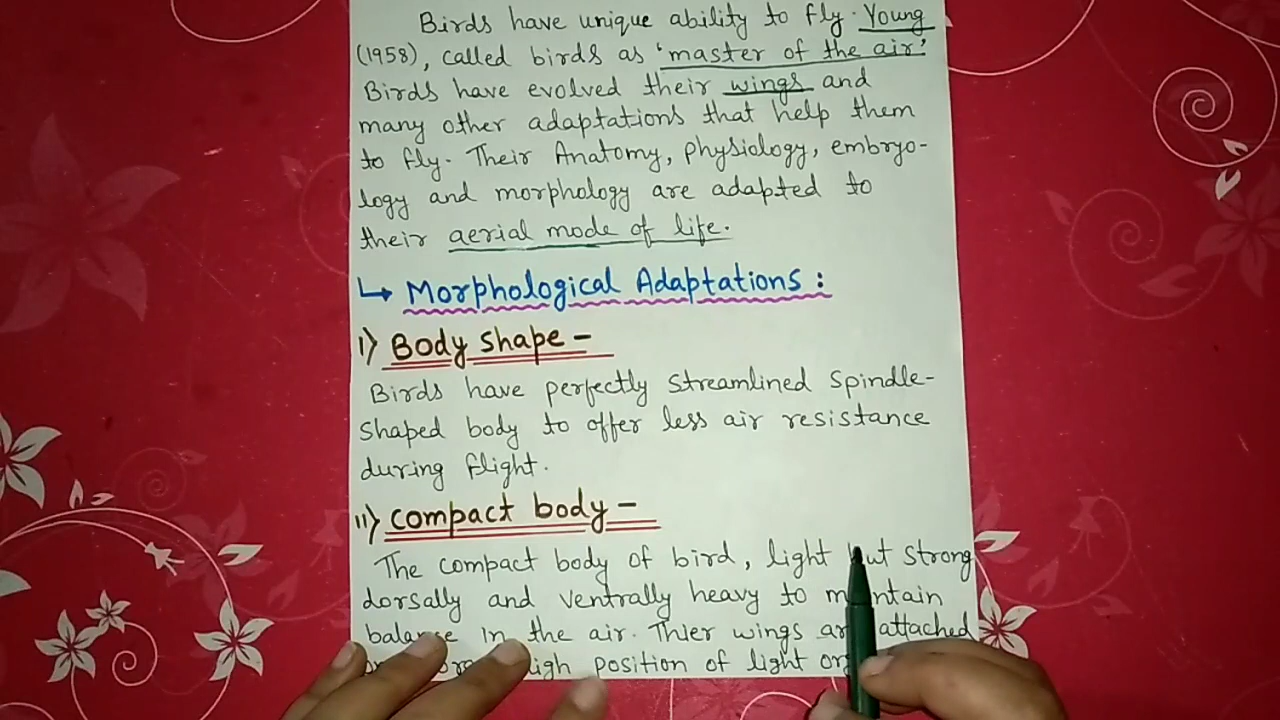 Birds have unique ability to fly. Young
(1958), called birds as 'master of the air'.
Birds have evolved their wings and
many other adaptations that help them
to fly. Their Anatomy, physiology, embryo-
logy and morphology are adapted to
their aerial mode of life.
↳ Morphological Adaptations :
i) Body shape -
Birds have perfectly streamlined spindle-
shaped body to offer less air resistance
during flight.
ii) Compact body -
The compact body of bird, light but strong
dorsally and ventrally heavy to maintain
balance in the air. Thier wings are attached
high position of light